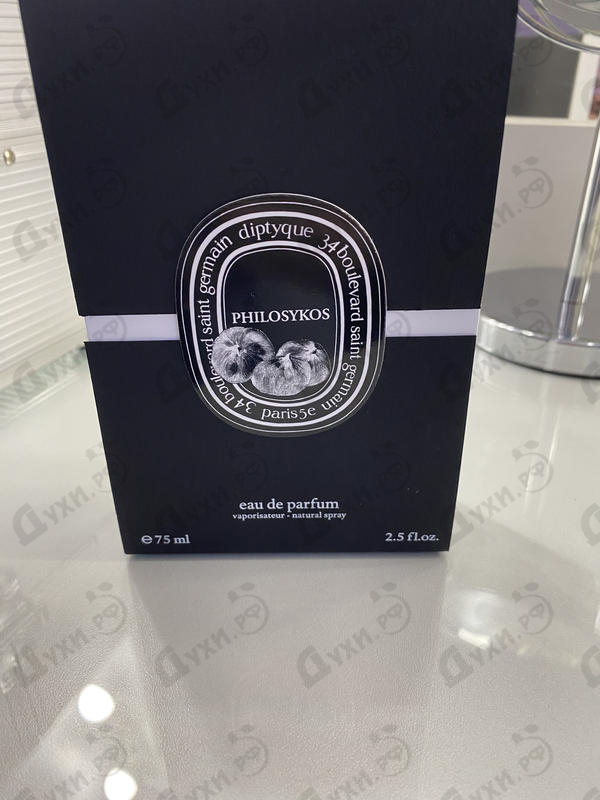 34 boulevard saint germain diptyque 34 boulevard saint germain paris 5e
PHILOSYKOS
eau de parfum
vaporisateur - natural spray
℮ 75 ml
2.5 fl.oz.
Духи.рф